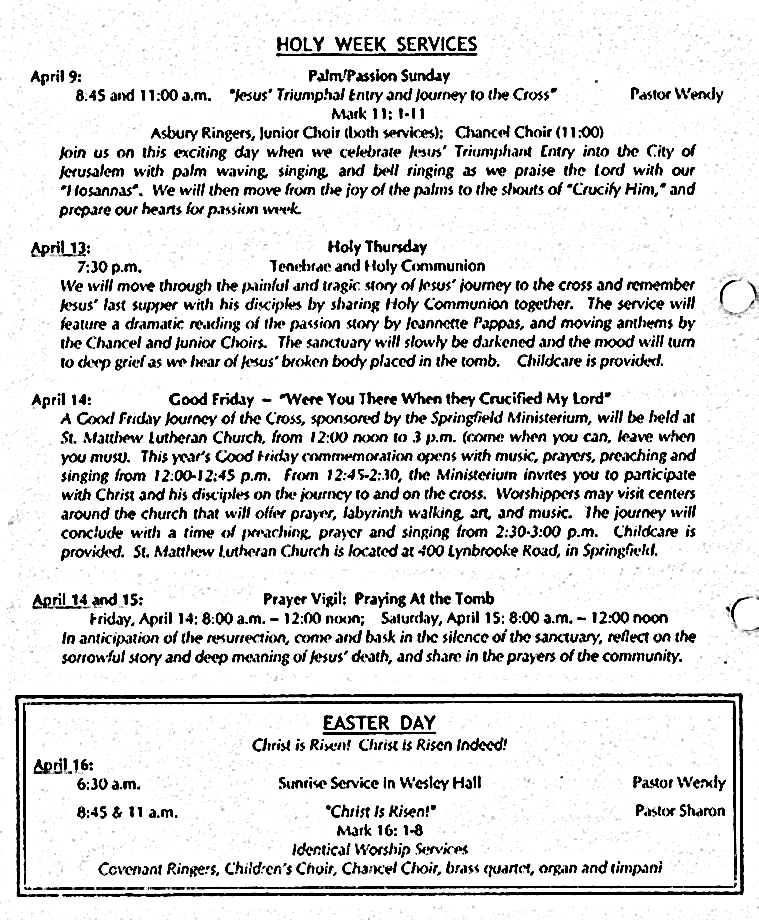 HOLY WEEK SERVICES
April 9: Palm/Passion Sunday
8:45 and 11:00 a.m. "Jesus' Triumphal Entry and Journey to the Cross" Pastor Wendy
Mark 11: 1-11
Asbury Ringers, Junior Choir (both services); Chancel Choir (11:00)
Join us on this exciting day when we celebrate Jesus' Triumphant Entry into the City of
Jerusalem with palm waving, singing, and bell ringing as we praise the Lord with our
"Hosannas". We will then move from the joy of the palms to the shouts of "Crucify Him," and
prepare our hearts for passion week.
April 13: Holy Thursday
7:30 p.m. Tenebrae and Holy Communion
We will move through the painful and tragic story of Jesus' journey to the cross and remember
Jesus' last supper with his disciples by sharing Holy Communion together. The service will
feature a dramatic reading of the passion story by Jeannette Pappas, and moving anthems by
the Chancel and Junior Choirs. The sanctuary will slowly be darkened and the mood will turn
to deep grief as we hear of Jesus' broken body placed in the tomb. Childcare is provided.
April 14: Good Friday – "Were You There When they Crucified My Lord"
A Good Friday Journey of the Cross, sponsored by the Springfield Ministerium, will be held at
St. Matthew Lutheran Church, from 12:00 noon to 3 p.m. (come when you can, leave when
you must). This year's Good Friday commemoration opens with music, prayers, preaching and
singing from 12:00-12:45 p.m. From 12:45-2:30, the Ministerium invites you to participate
with Christ and his disciples on the journey to and on the cross. Worshippers may visit centers
around the church that will offer prayer, labyrinth walking, art, and music. The journey will
conclude with a time of preaching, prayer and singing from 2:30-3:00 p.m. Childcare is
provided. St. Matthew Lutheran Church is located at 400 Lynbrooke Road, in Springfield.
April 14 and 15: Prayer Vigil: Praying At the Tomb
Friday, April 14: 8:00 a.m. – 12:00 noon; Saturday, April 15: 8:00 a.m. – 12:00 noon
In anticipation of the resurrection, come and bask in the silence of the sanctuary, reflect on the
sorrowful story and deep meaning of Jesus' death, and share in the prayers of the community.
EASTER DAY
Christ is Risen! Christ is Risen Indeed!
April 16:
6:30 a.m. Sunrise Service in Wesley Hall Pastor Wendy
8:45 & 11 a.m. "Christ Is Risen!" Pastor Sharon
Mark 16: 1-8
Identical Worship Services
Covenant Ringers, Children's Choir, Chancel Choir, brass quartet, organ and timpani